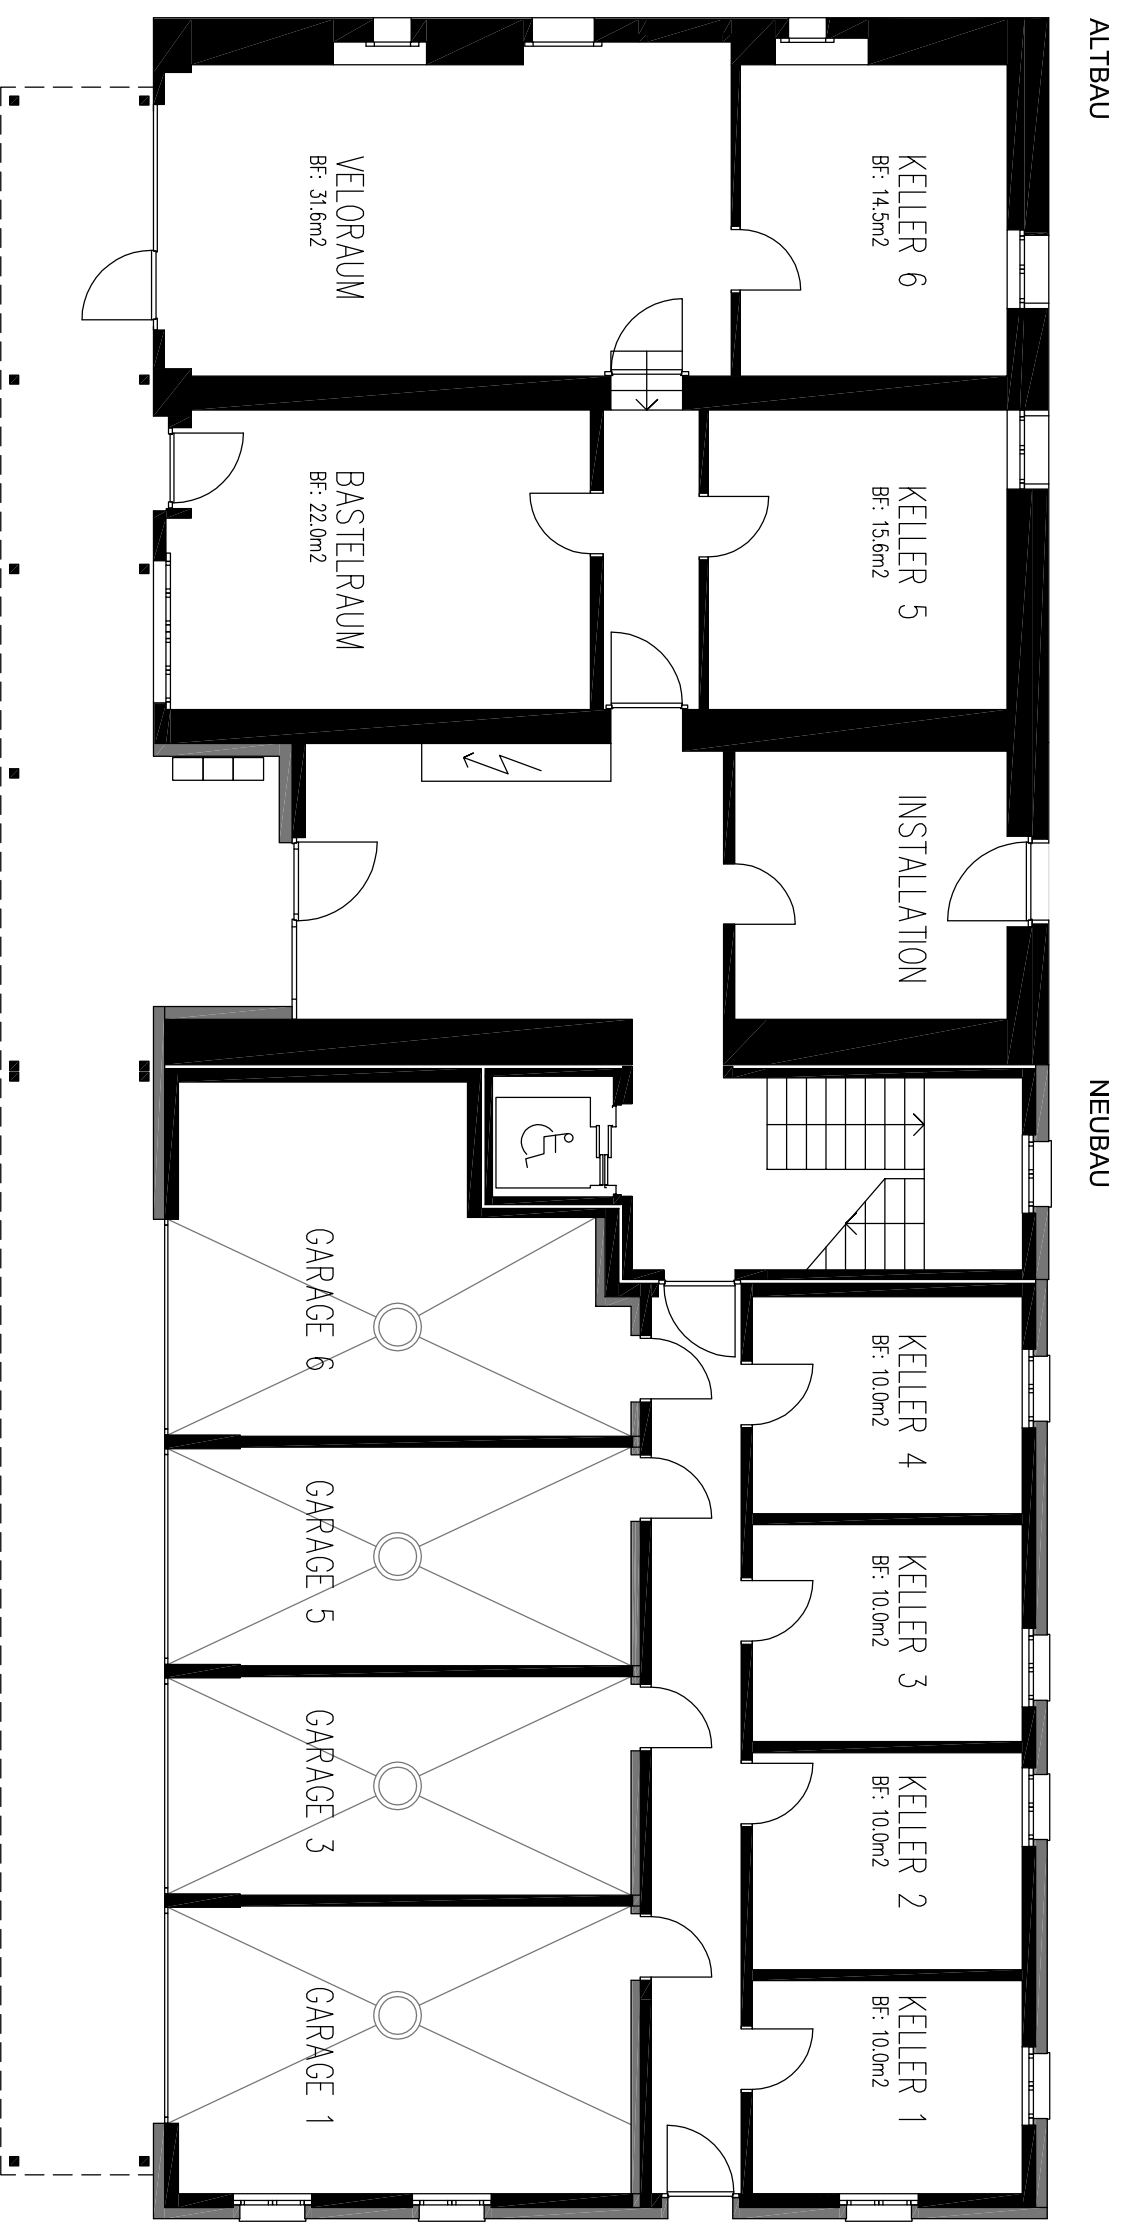 ALTBAU
NEUBAU
KELLER 6
BF: 14.5m2
KELLER 5
BF: 15.6m2
INSTALLATION
KELLER 4
BF: 10.0m2
KELLER 3
BF: 10.0m2
KELLER 2
BF: 10.0m2
KELLER 1
BF: 10.0m2
VELORAUM
BF: 31.6m2
BASTELRAUM
BF: 22.0m2
GARAGE 6
GARAGE 5
GARAGE 3
GARAGE 1